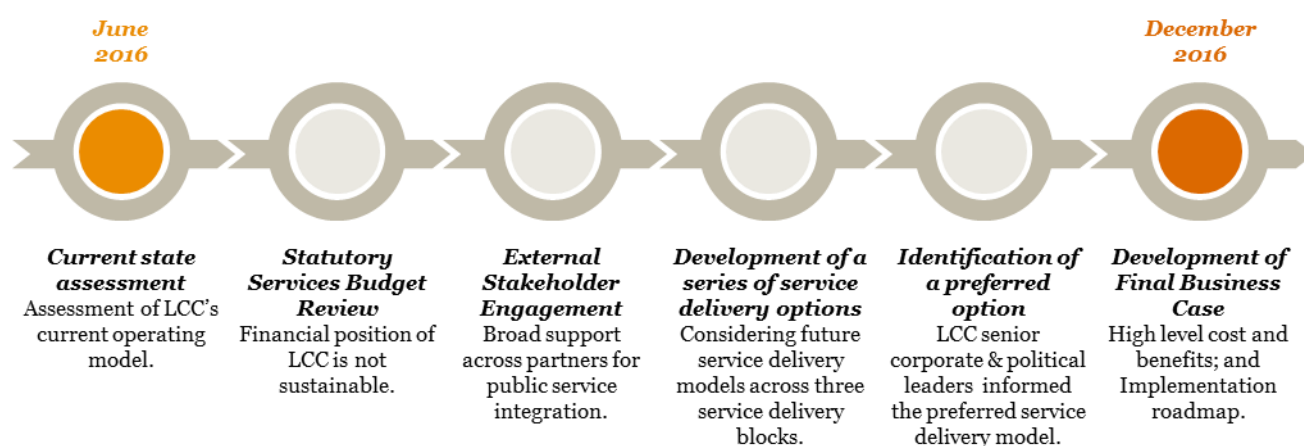 June
2016
December
2016
Current state
assessment
Assessment of LCC's
current operating
model.
Statutory
Services Budget
Review
Financial position of
LCC is not
sustainable.
External
Stakeholder
Engagement
Broad support
across partners for
public service
integration.
Development of a
series of service
delivery options
Considering future
service delivery
models across three
service delivery
blocks.
Identification of
a preferred
option
LCC senior
corporate & political
leaders informed
the preferred service
delivery model.
Development of
Final Business
Case
High level cost and
benefits; and
Implementation
roadmap.